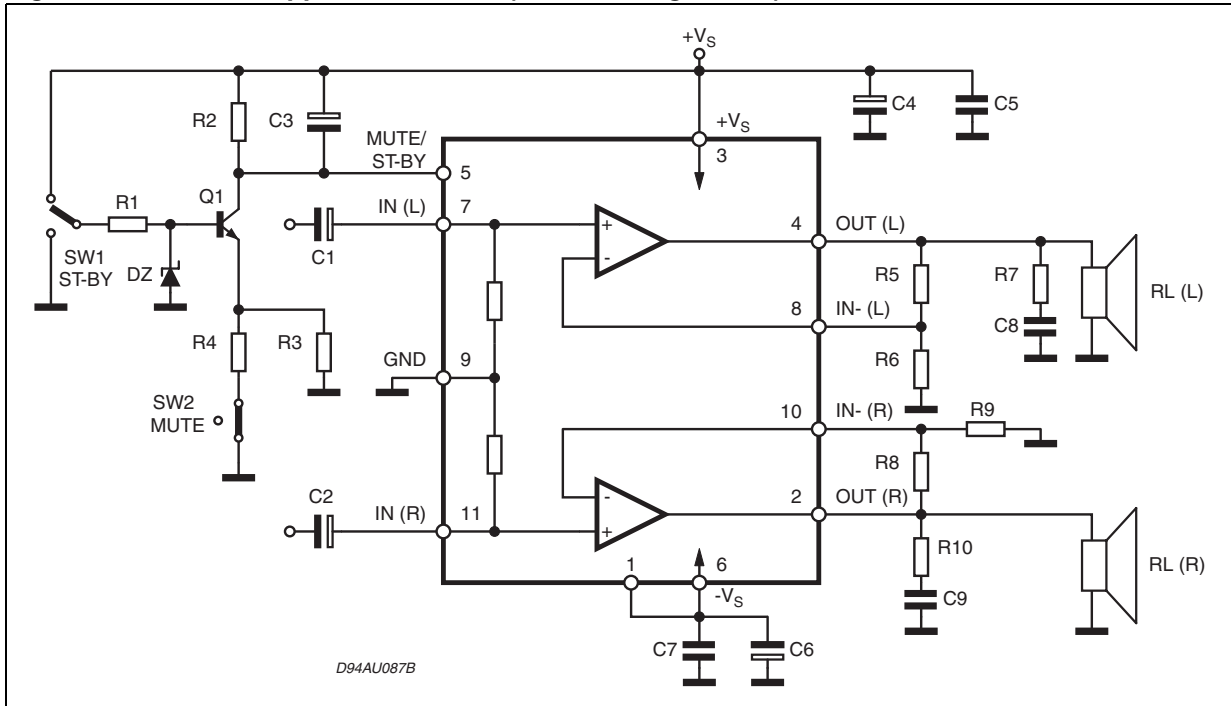 +VS
R2
C3
C4
C5
MUTE/
ST-BY
+VS
3
5
R1
Q1
IN (L)
7
4
OUT (L)
+
-
C1
SW1
ST-BY
DZ
R5
R7
RL (L)
8
IN- (L)
C8
R4
R3
GND
9
R6
SW2
MUTE
10
IN- (R)
R9
R8
C2
IN (R)
11
-
+
2
OUT (R)
R10
RL (R)
1
6
-VS
C9
C7
C6
D94AU087B